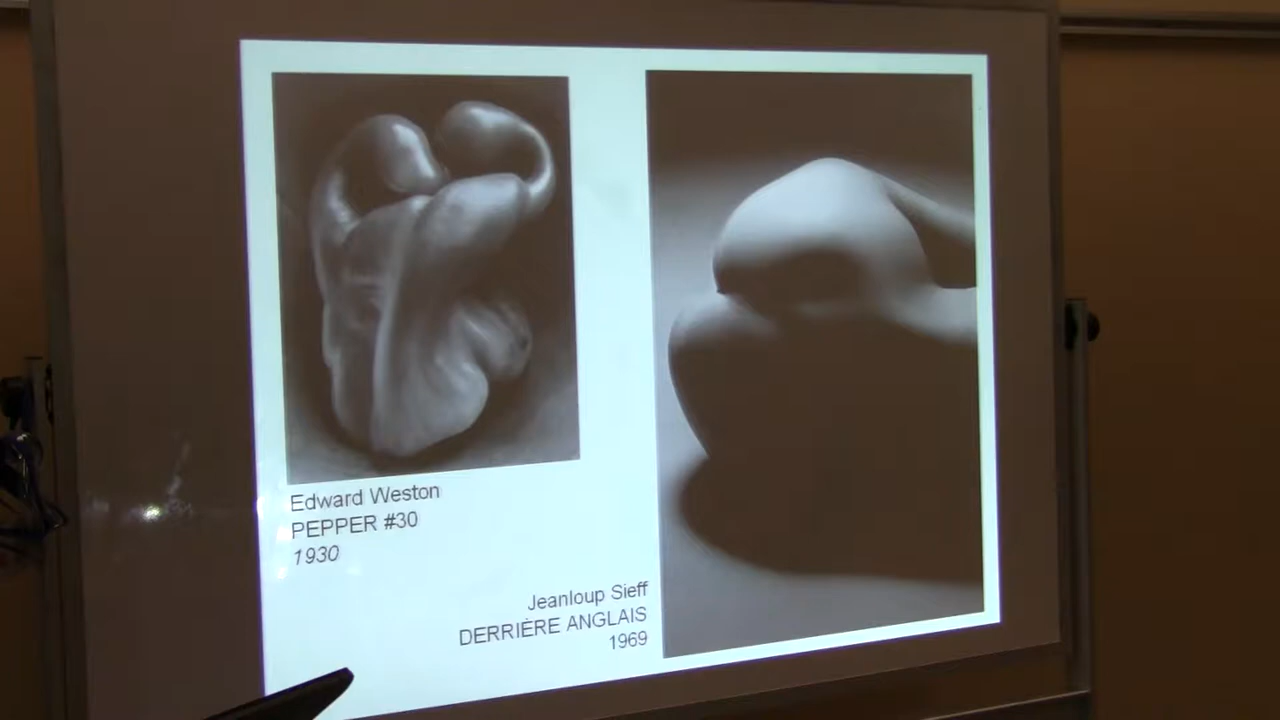 Edward Weston
PEPPER #30
1930
Jeanloup Sieff
DERRIÈRE ANGLAIS
1969